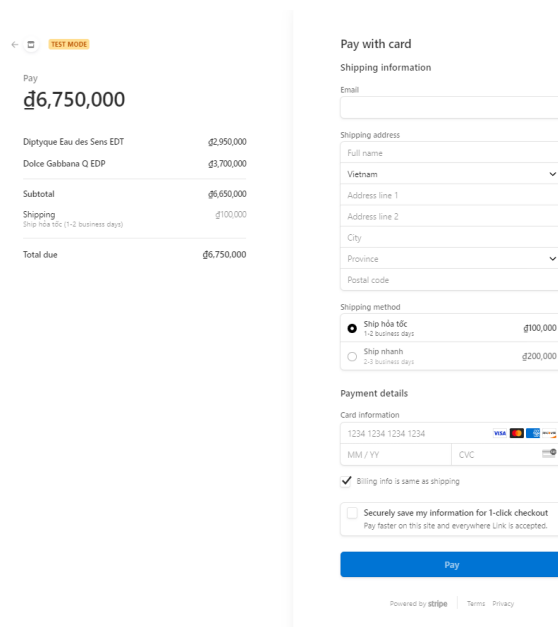 TEST MODE
Pay
₫6,750,000
Diptyque Eau des Sens EDT ₫2,950,000
Dolce Gabbana Q EDP ₫3,700,000
Subtotal ₫6,650,000
Shipping ₫100,000
Ship hỏa tốc (1-2 business days)
Total due ₫6,750,000
Pay with card
Shipping information
Email
Shipping address
Full name
Vietnam
Address line 1
Address line 2
City
Province
Postal code
Shipping method
Ship hỏa tốc ₫100,000
1-2 business days
Ship nhanh ₫200,000
2-3 business days
Payment details
Card information
1234 1234 1234 1234 VISA
MM / YY CVC
Billing info is same as shipping
Securely save my information for 1-click checkout
Pay faster on this site and everywhere Link is accepted.
Pay
Powered by stripe Terms Privacy